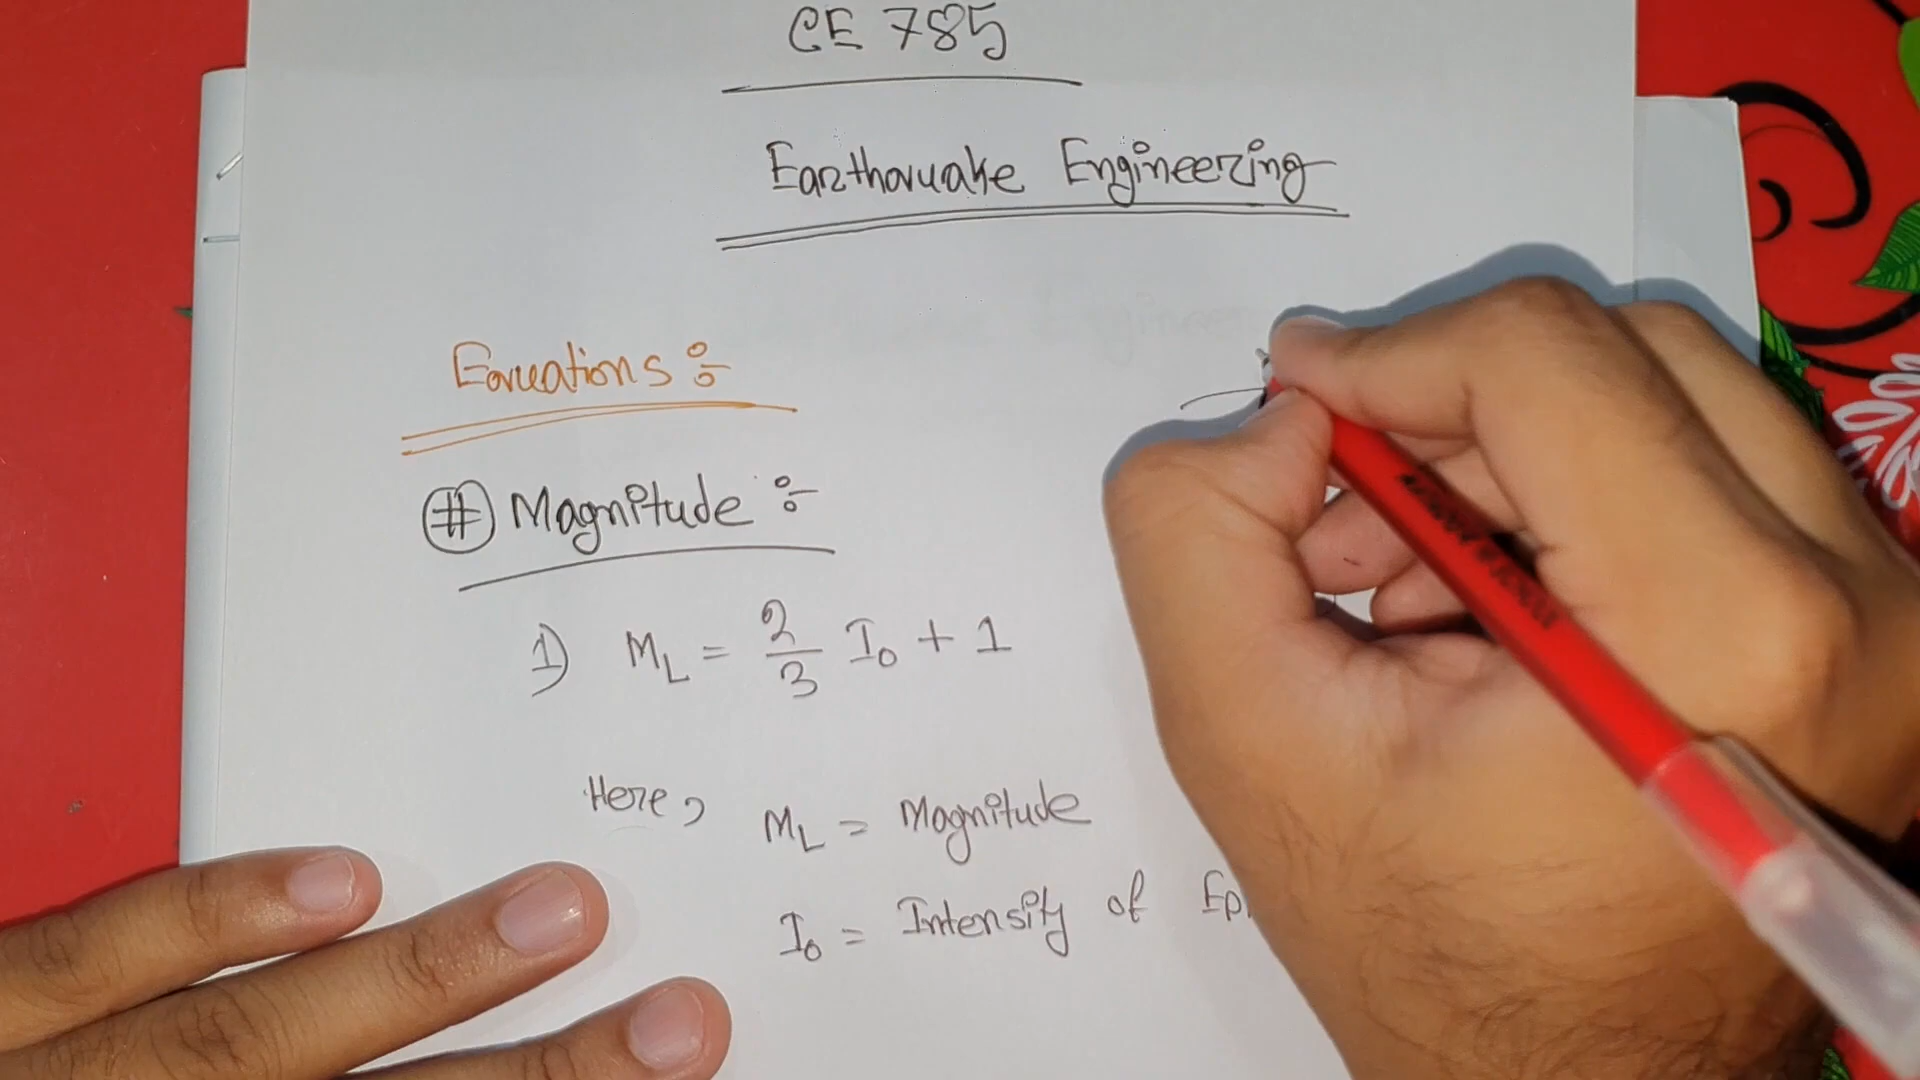 CE 785
Earthquake Engineering
Equations :-
# Magnitude :-
1) ML = 2/3 I0 + 1
Here, ML = Magnitude
I0 = Intensity of